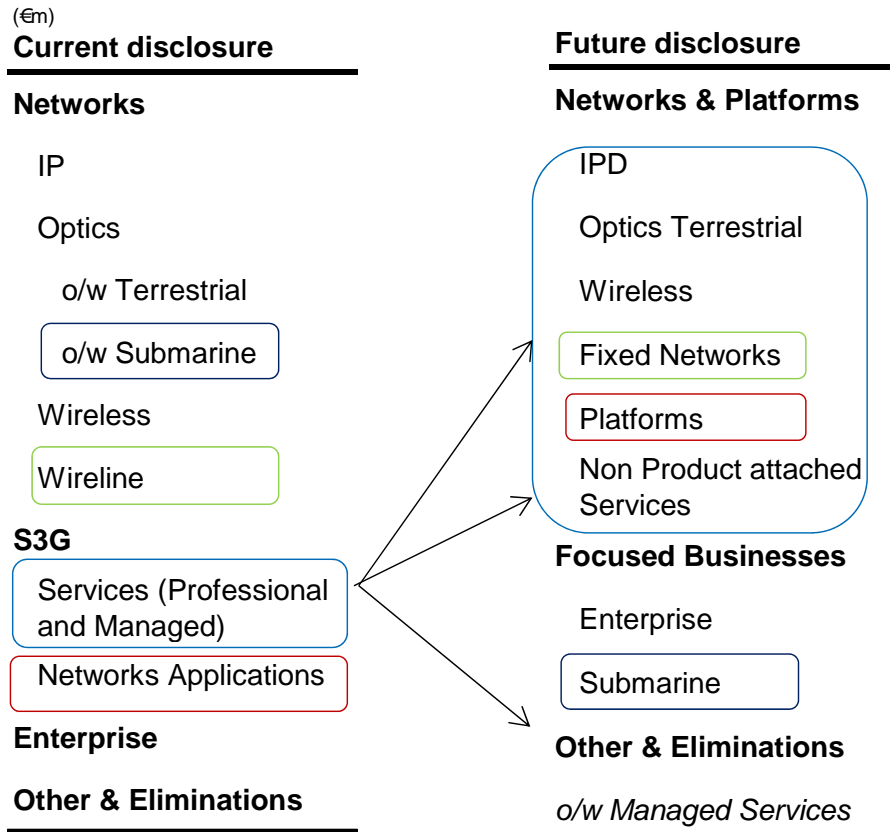 (€m)
Current disclosure
Networks
IP
Optics
o/w Terrestrial
o/w Submarine
Wireless
Wireline
S3G
Services (Professional
and Managed)
Networks Applications
Enterprise
Other & Eliminations
Future disclosure
Networks & Platforms
IPD
Optics Terrestrial
Wireless
Fixed Networks
Platforms
Non Product attached
Services
Focused Businesses
Enterprise
Submarine
Other & Eliminations
o/w Managed Services